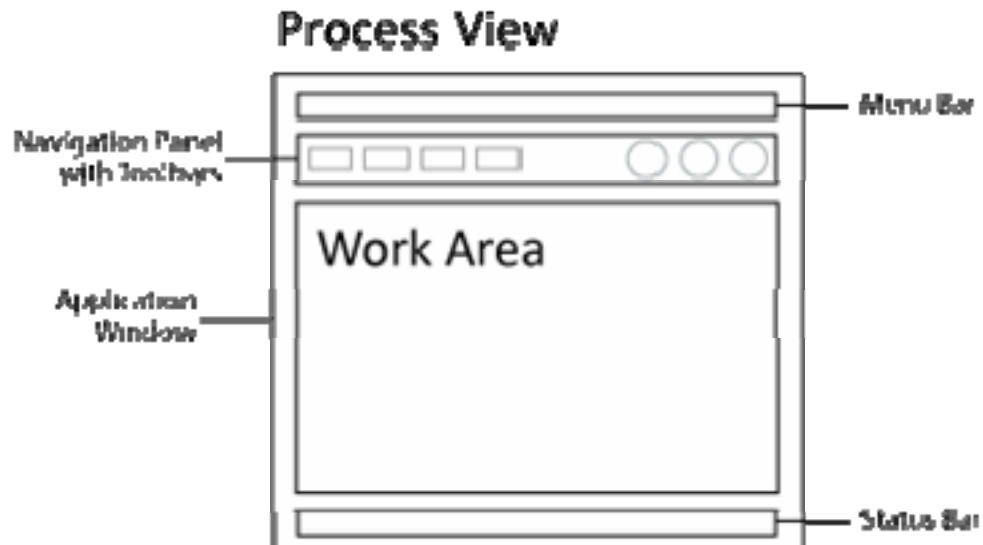 Process View
Menu Bar
Navigation Panel
with Toolbars
Work Area
Application
Window
Status Bar